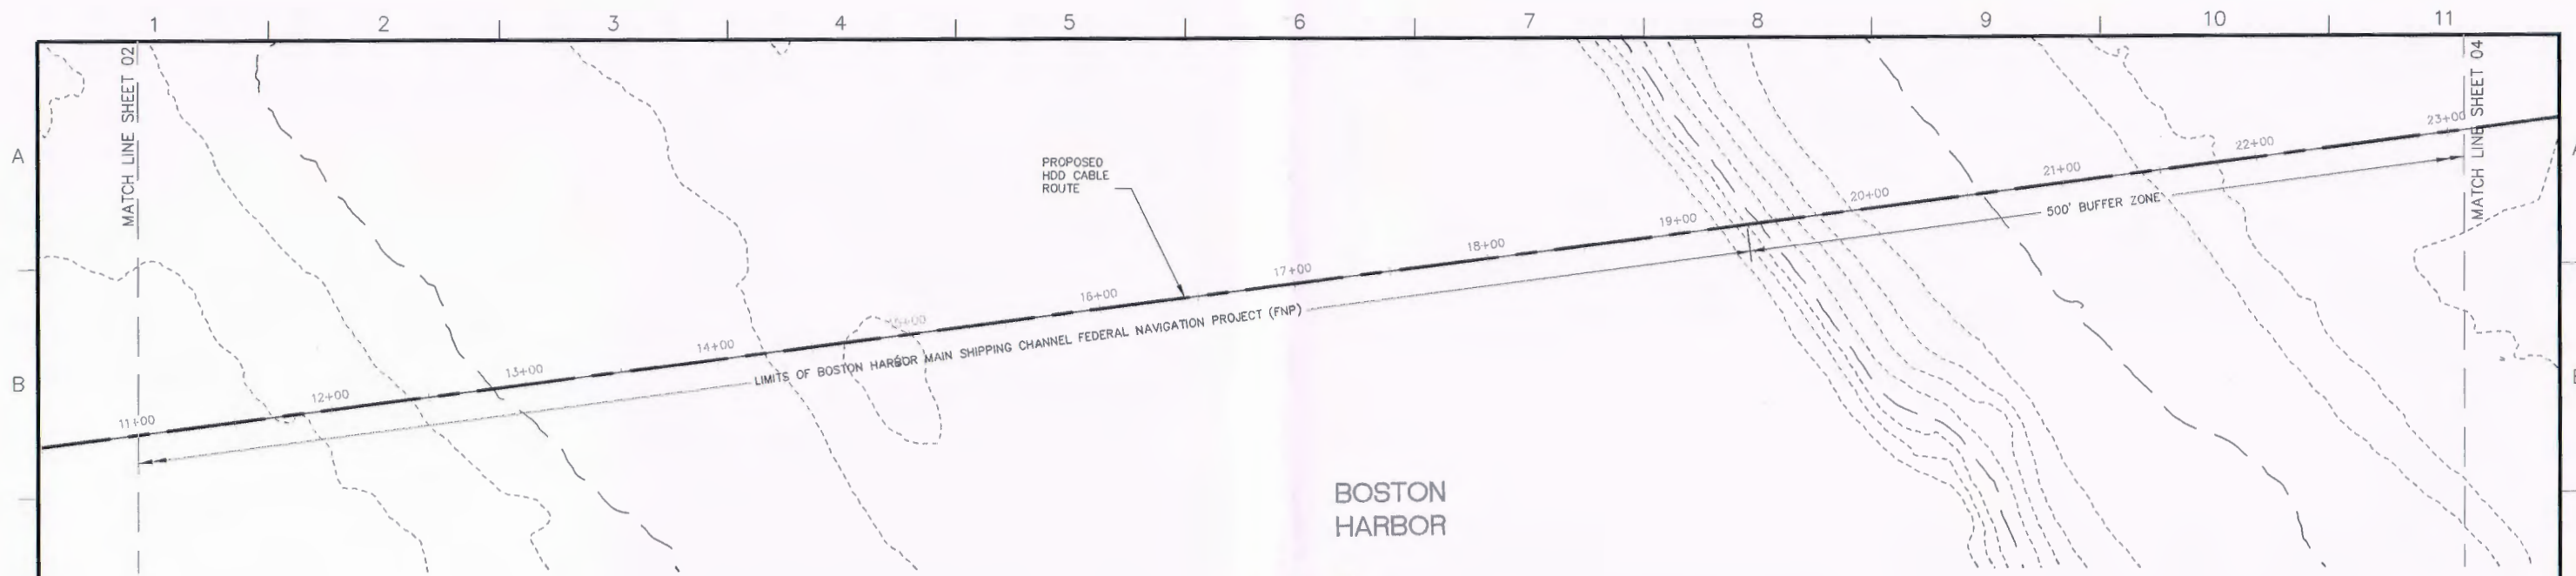 1 2 3 4 5 6 7 8 9 10 11
MATCH LINE SHEET 02
MATCH LINE SHEET 04
A
B
PROPOSED
HDD CABLE
ROUTE
11+00
12+00
13+00
14+00
15+00
16+00
17+00
18+00
19+00
20+00
21+00
22+00
23+00
500' BUFFER ZONE
LIMITS OF BOSTON HARBOR MAIN SHIPPING CHANNEL FEDERAL NAVIGATION PROJECT (FNP)
BOSTON
HARBOR